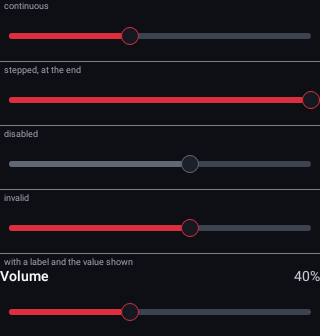 continuous
stepped, at the end
disabled
invalid
with a label and the value shown
Volume 40%